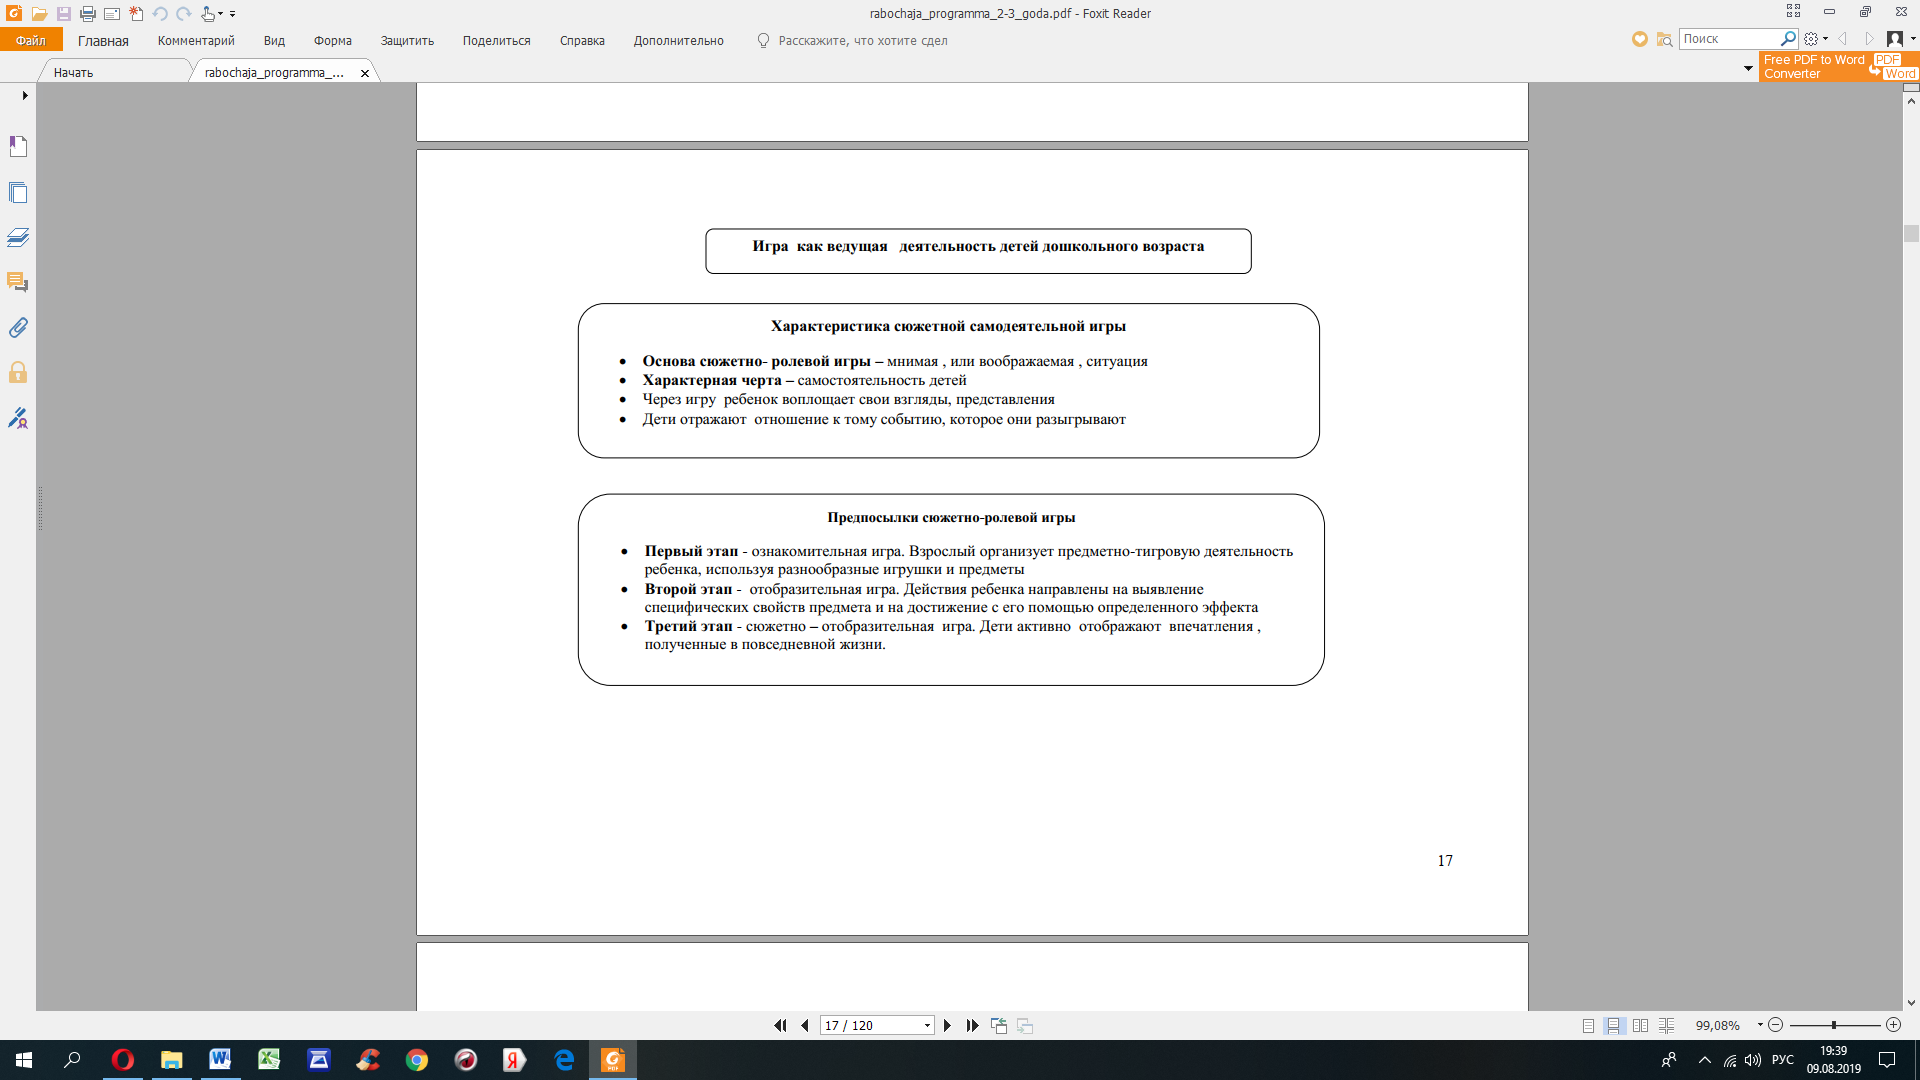 rabochaja_programma_2-3_goda.pdf - Foxit Reader
Файл Главная Комментарий Вид Форма Защитить Поделиться Справка Дополнительно Расскажите, что хотите сдел Поиск
Начать rabochaja_programma_...
Free PDF to Word Converter PDF Word
Игра как ведущая деятельность детей дошкольного возраста
Характеристика сюжетной самодеятельной игры
• Основа сюжетно- ролевой игры – мнимая , или воображаемая , ситуация
• Характерная черта – самостоятельность детей
• Через игру ребенок воплощает свои взгляды, представления
• Дети отражают отношение к тому событию, которое они разыгрывают
Предпосылки сюжетно-ролевой игры
• Первый этап - ознакомительная игра. Взрослый организует предметно-тигровую деятельность
ребенка, используя разнообразные игрушки и предметы
• Второй этап - отобразительная игра. Действия ребенка направлены на выявление
специфических свойств предмета и на достижение с его помощью определенного эффекта
• Третий этап - сюжетно – отобразительная игра. Дети активно отображают впечатления ,
полученные в повседневной жизни.
17
17 / 120
99,08%
РУС
19:39
09.08.2019